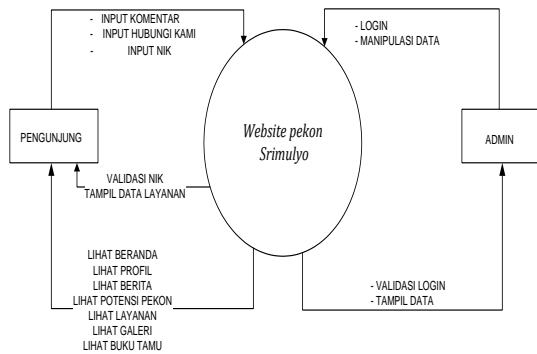 - INPUT KOMENTAR
- INPUT HUBUNGI KAMI
- INPUT NIK
- LOGIN
- MANIPULASI DATA
PENGUNJUNG
Website pekon
Srimulyo
ADMIN
VALIDASI NIK
TAMPIL DATA LAYANAN
LIHAT BERANDA
LIHAT PROFIL
LIHAT BERITA
LIHAT POTENSI PEKON
LIHAT LAYANAN
LIHAT GALERI
LIHAT BUKU TAMU
- VALIDASI LOGIN
- TAMPIL DATA